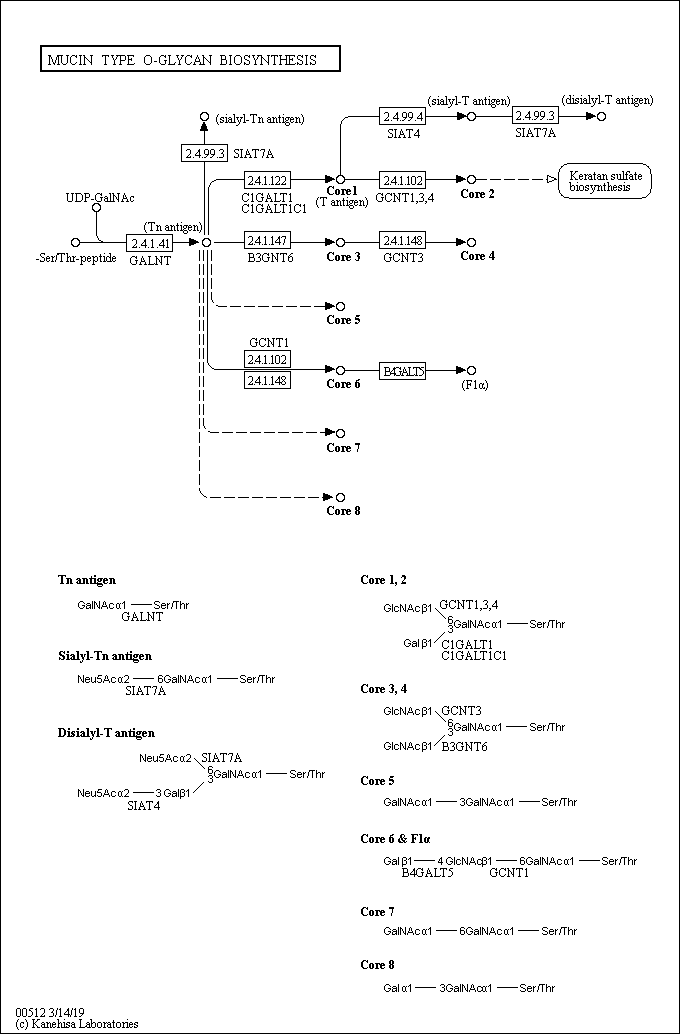 MUCIN TYPE O-GLYCAN BIOSYNTHESIS
(sialyl-T antigen)
(disialyl-T antigen)
2.4.99.4
2.4.99.3
SIAT4
SIAT7A
(sialyl-Tn antigen)
2.4.99.3
SIAT7A
2.4.1.122
C1GALT1
C1GALT1C1
Core1
(T antigen)
2.4.1.102
GCNT1,3,4
Core 2
Keratan sulfate
biosynthesis
UDP-GalNAc
(Tn antigen)
-Ser/Thr-peptide
2.4.1.41
GALNT
2.4.1.147
B3GNT6
Core 3
2.4.1.148
GCNT3
Core 4
Core 5
GCNT1
2.4.1.102
2.4.1.148
Core 6
B4GALT5
(F1α)
Core 7
Core 8
Tn antigen
GalNAcα1 Ser/Thr
GALNT
Sialyl-Tn antigen
Neu5Acα2 6GalNAcα1 Ser/Thr
SIAT7A
Disialyl-T antigen
Neu5Acα2 SIAT7A
6
3GalNAcα1 Ser/Thr
Neu5Acα2 3 Galβ1
SIAT4
Core 1, 2
GlcNAcβ1 GCNT1,3,4
6
3GalNAcα1 Ser/Thr
Galβ1 C1GALT1
C1GALT1C1
Core 3, 4
GlcNAcβ1 GCNT3
6
3GalNAcα1 Ser/Thr
GlcNAcβ1 B3GNT6
Core 5
GalNAcα1 3GalNAcα1 Ser/Thr
Core 6 & F1α
Galβ1 4 GlcNAcβ1 6GalNAcα1 Ser/Thr
B4GALT5 GCNT1
Core 7
GalNAcα1 6GalNAcα1 Ser/Thr
Core 8
Galα1 3GalNAcα1 Ser/Thr
00512 3/14/19
(c) Kanehisa Laboratories